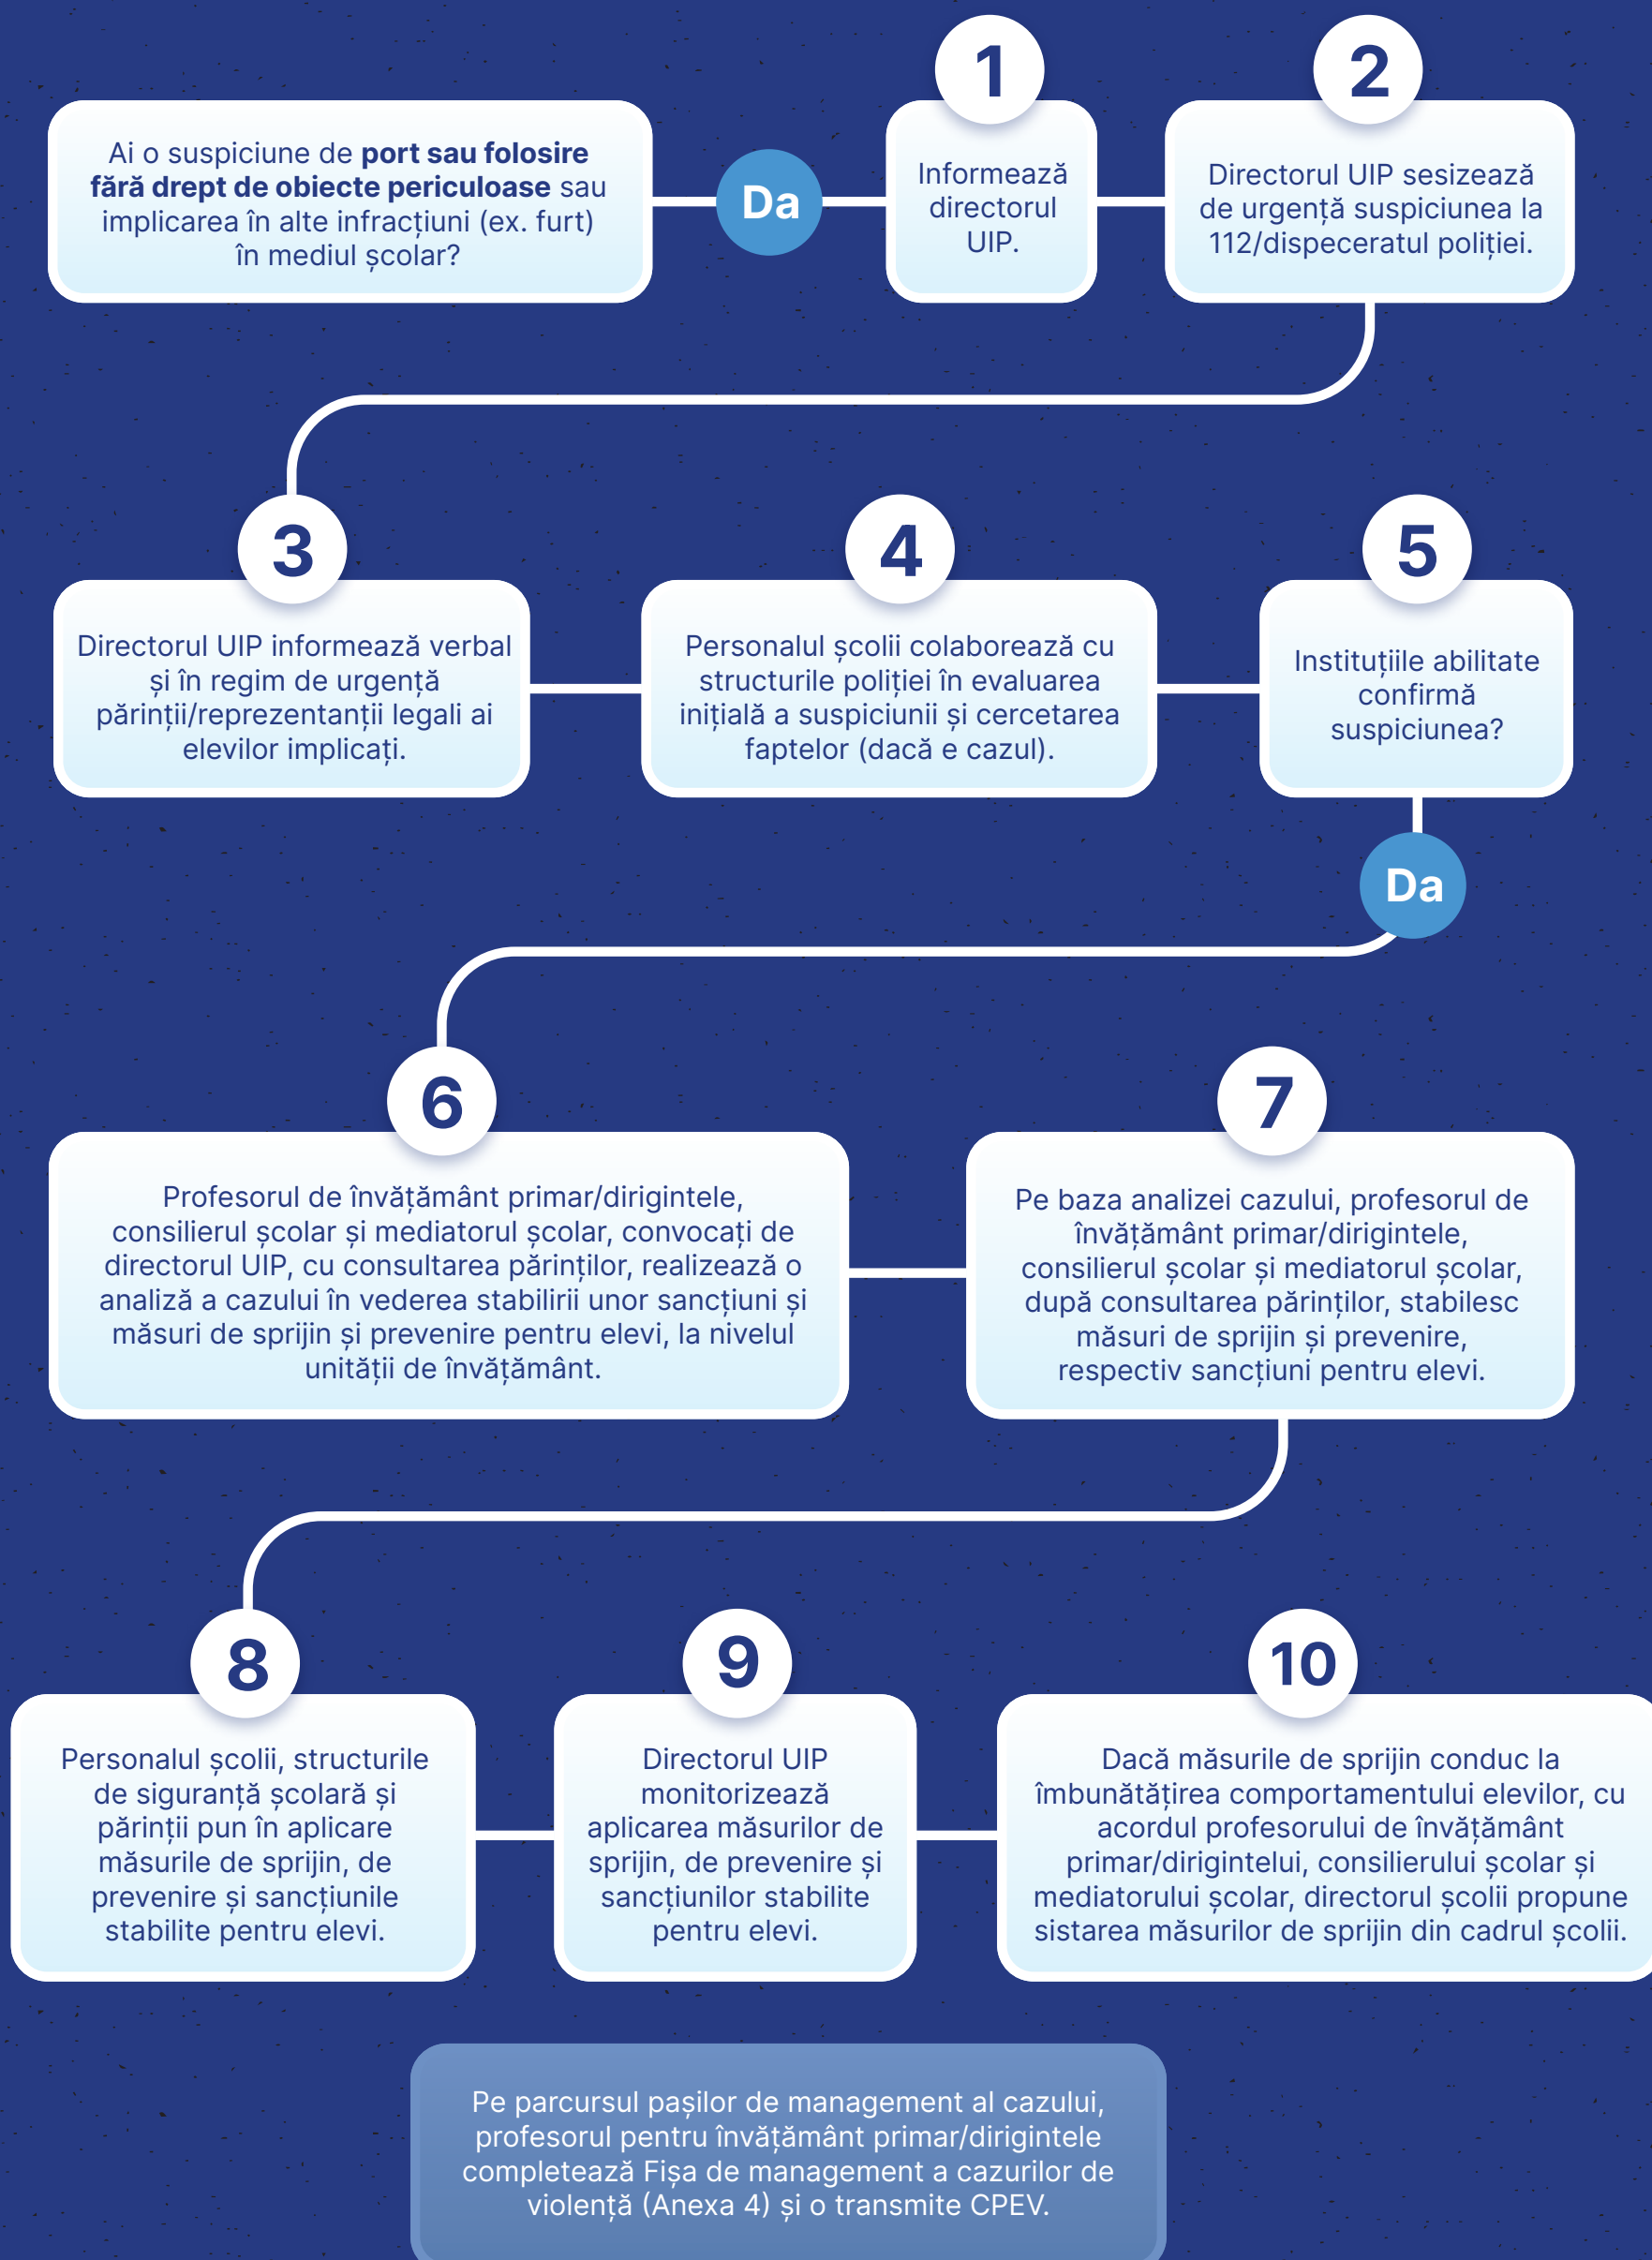 Ai o suspiciune de port sau folosire
fără drept de obiecte periculoase sau
implicarea în alte infracțiuni (ex. furt)
în mediul școlar?
Da
1
Informează
directorul
UIP.
2
Directorul UIP sesizează
de urgență suspiciunea la
112/dispeceratul poliției.
3
Directorul UIP informează verbal
și în regim de urgență
părinții/reprezentanții legali ai
elevilor implicați.
4
Personalul școlii colaborează cu
structurile poliției în evaluarea
inițială a suspiciunii și cercetarea
faptelor (dacă e cazul).
5
Instituțiile abilitate
confirmă
suspiciunea?
Da
6
Profesorul de învățământ primar/dirigintele,
consilierul școlar și mediatorul școlar, convocați de
directorul UIP, cu consultarea părinților, realizează o
analiză a cazului în vederea stabilirii unor sancțiuni și
măsuri de sprijin și prevenire pentru elevi, la nivelul
unității de învățământ.
7
Pe baza analizei cazului, profesorul de
învățământ primar/dirigintele,
consilierul școlar și mediatorul școlar,
după consultarea părinților, stabilesc
măsuri de sprijin și prevenire,
respectiv sancțiuni pentru elevi.
8
Personalul școlii, structurile
de siguranță școlară și
părinții pun în aplicare
măsurile de sprijin, de
prevenire și sancțiunile
stabilite pentru elevi.
9
Directorul UIP
monitorizează
aplicarea măsurilor de
sprijin, de prevenire și
sancțiunilor stabilite
pentru elevi.
10
Dacă măsurile de sprijin conduc la
îmbunătățirea comportamentului elevilor, cu
acordul profesorului de învățământ
primar/dirigintelui, consilierului școlar și
mediatorului școlar, directorul școlii propune
sistarea măsurilor de sprijin din cadrul școlii.
Pe parcursul pașilor de management al cazului,
profesorul pentru învățământ primar/dirigintele
completează Fișa de management a cazurilor de
violență (Anexa 4) și o transmite CPEV.